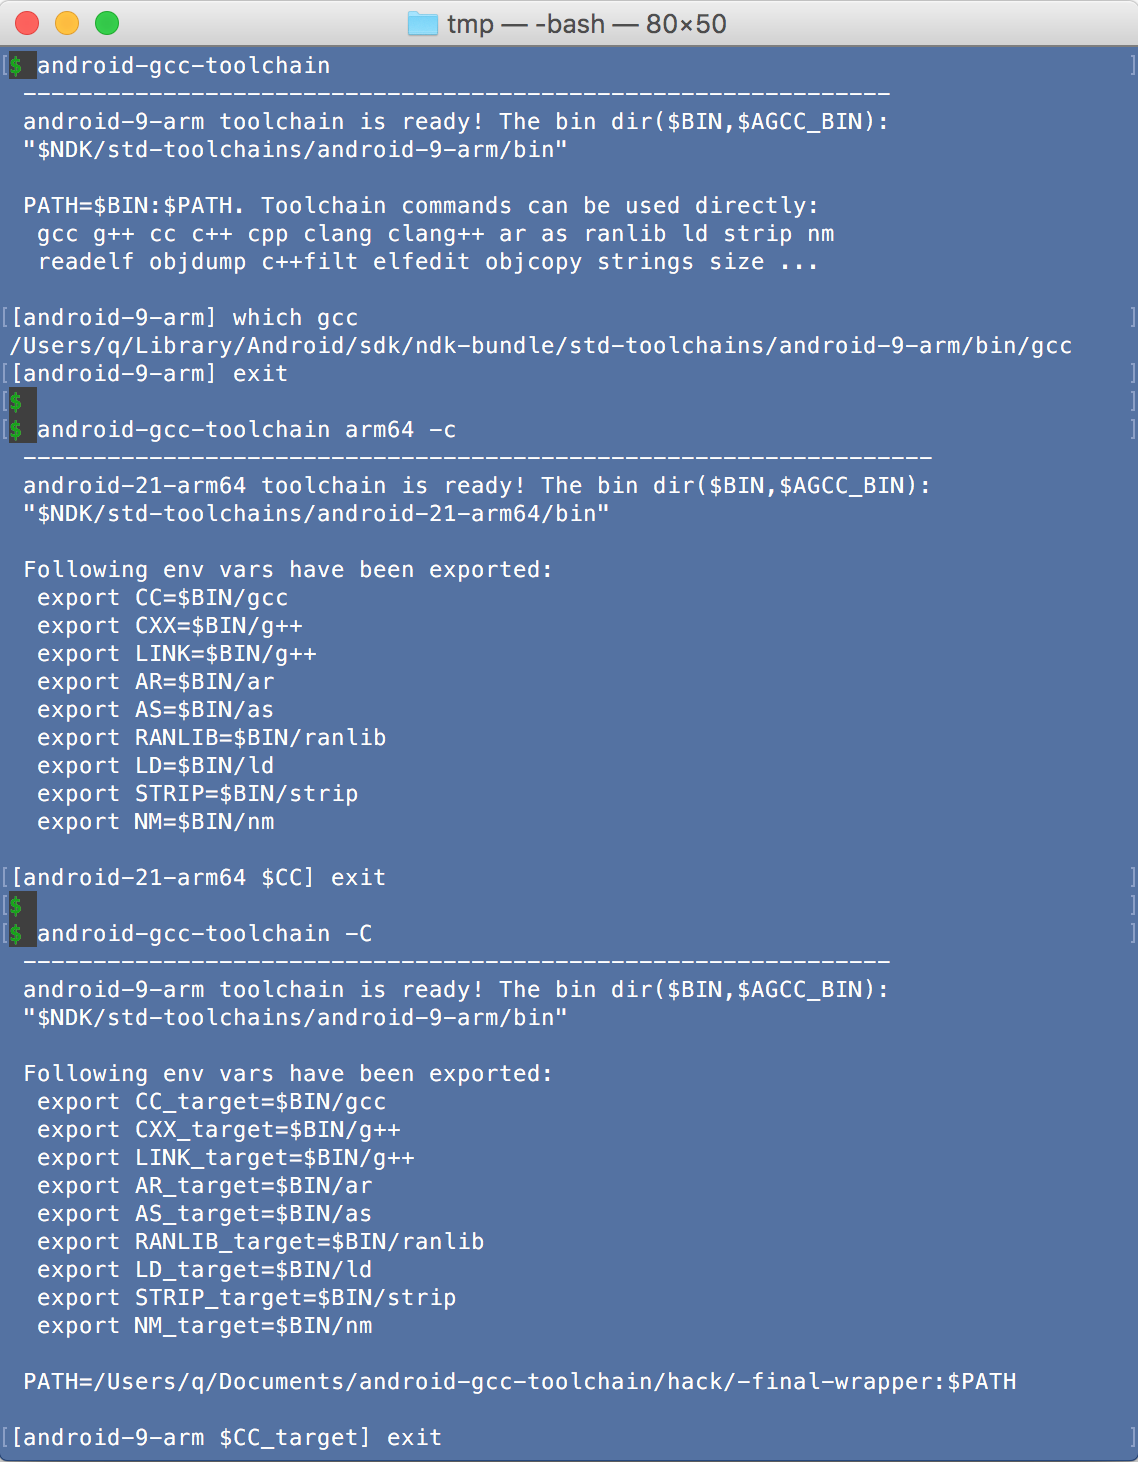 tmp — -bash — 80×50
[$ android-gcc-toolchain ]
--------------------------------------------------------------
android-9-arm toolchain is ready! The bin dir($BIN,$AGCC_BIN):
"$NDK/std-toolchains/android-9-arm/bin"
PATH=$BIN:$PATH. Toolchain commands can be used directly:
gcc g++ cc c++ cpp clang clang++ ar as ranlib ld strip nm
readelf objdump c++filt elfedit objcopy strings size ...
[[android-9-arm] which gcc ]
/Users/q/Library/Android/sdk/ndk-bundle/std-toolchains/android-9-arm/bin/gcc
[[android-9-arm] exit ]
[$ ]
[$ android-gcc-toolchain arm64 -c ]
-----------------------------------------------------------------
android-21-arm64 toolchain is ready! The bin dir($BIN,$AGCC_BIN):
"$NDK/std-toolchains/android-21-arm64/bin"
Following env vars have been exported:
export CC=$BIN/gcc
export CXX=$BIN/g++
export LINK=$BIN/g++
export AR=$BIN/ar
export AS=$BIN/as
export RANLIB=$BIN/ranlib
export LD=$BIN/ld
export STRIP=$BIN/strip
export NM=$BIN/nm
[[android-21-arm64 $CC] exit ]
[$ ]
[$ android-gcc-toolchain -C ]
--------------------------------------------------------------
android-9-arm toolchain is ready! The bin dir($BIN,$AGCC_BIN):
"$NDK/std-toolchains/android-9-arm/bin"
Following env vars have been exported:
export CC_target=$BIN/gcc
export CXX_target=$BIN/g++
export LINK_target=$BIN/g++
export AR_target=$BIN/ar
export AS_target=$BIN/as
export RANLIB_target=$BIN/ranlib
export LD_target=$BIN/ld
export STRIP_target=$BIN/strip
export NM_target=$BIN/nm
PATH=/Users/q/Documents/android-gcc-toolchain/hack/-final-wrapper:$PATH
[[android-9-arm $CC_target] exit ]